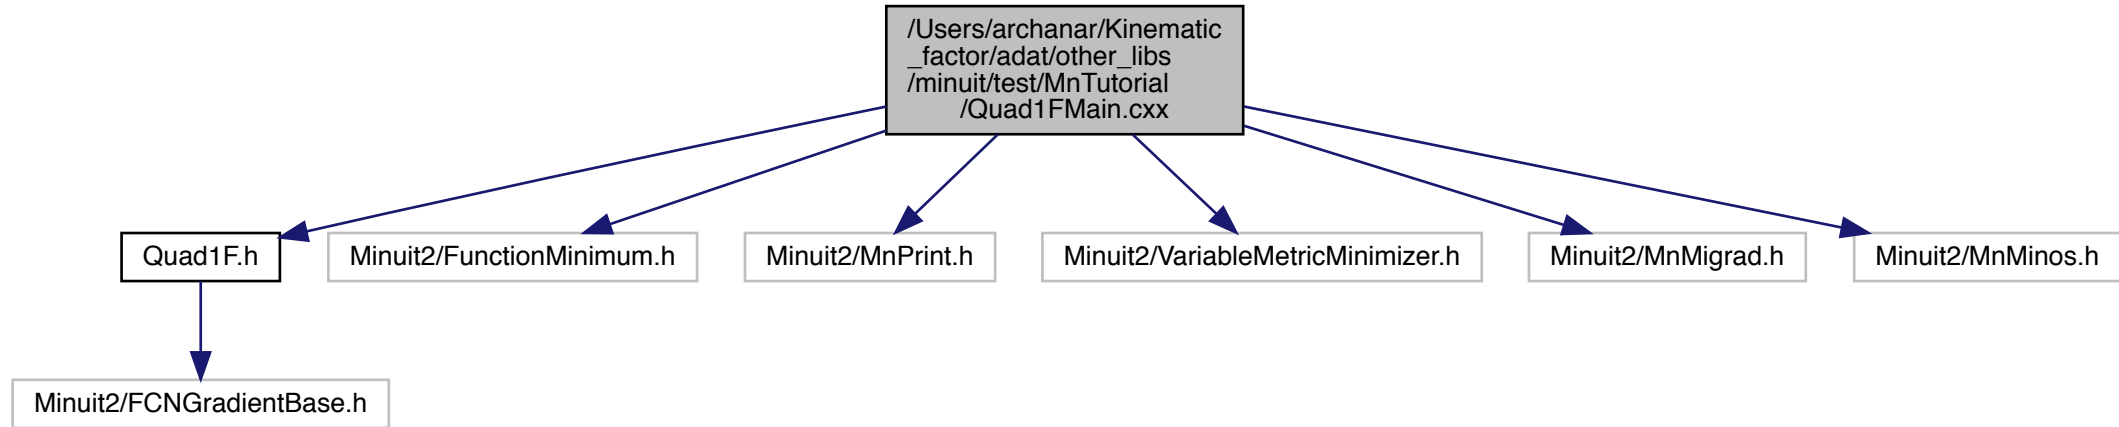 /Users/archanar/Kinematic
_factor/adat/other_libs
/minuit/test/MnTutorial
/Quad1FMain.cxx
Quad1F.h
Minuit2/FunctionMinimum.h
Minuit2/MnPrint.h
Minuit2/VariableMetricMinimizer.h
Minuit2/MnMigrad.h
Minuit2/MnMinos.h
Minuit2/FCNGradientBase.h